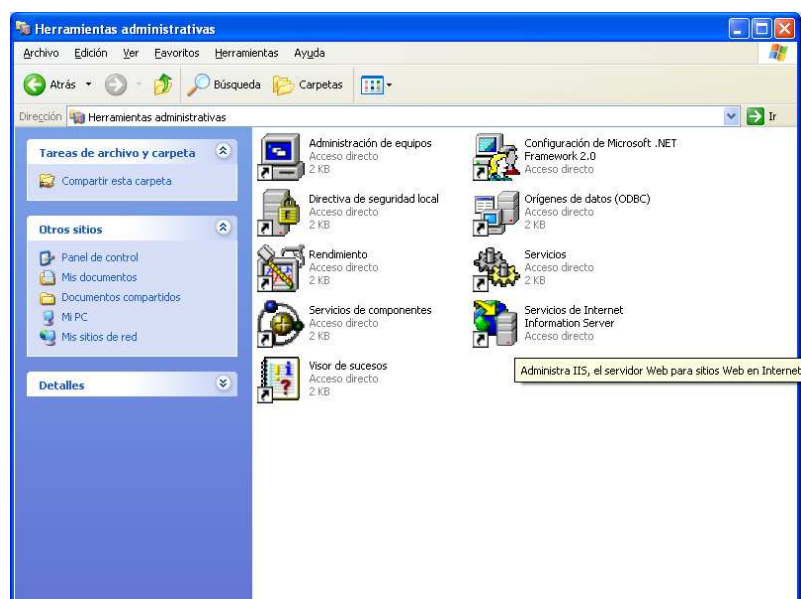 Herramientas administrativas
Archivo Edición Ver Favoritos Herramientas Ayuda
Atrás Búsqueda Carpetas
Dirección Herramientas administrativas Ir
Tareas de archivo y carpeta
Compartir esta carpeta
Otros sitios
Panel de control
Mis documentos
Documentos compartidos
Mi PC
Mis sitios de red
Detalles
Administración de equipos
Acceso directo
2 KB
Configuración de Microsoft .NET
Framework 2.0
Acceso directo
Directiva de seguridad local
Acceso directo
2 KB
Orígenes de datos (ODBC)
Acceso directo
2 KB
Rendimiento
Acceso directo
2 KB
Servicios
Acceso directo
2 KB
Servicios de componentes
Acceso directo
2 KB
Servicios de Internet
Information Server
Acceso directo
Visor de sucesos
Acceso directo
2 KB
Administra IIS, el servidor Web para sitios Web en Internet